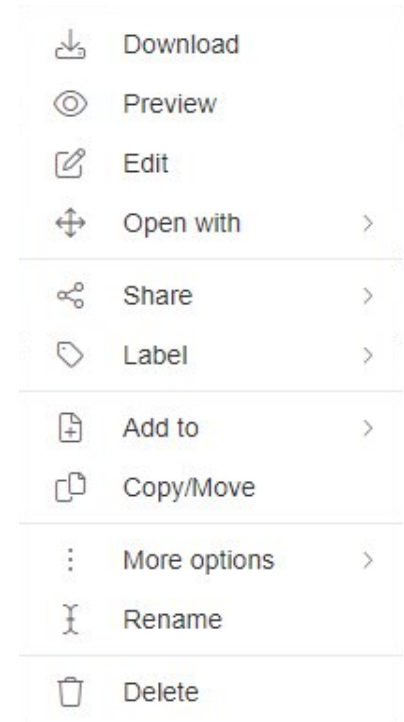 Download
Preview
Edit
Open with
Share
Label
Add to
Copy/Move
More options
Rename
Delete